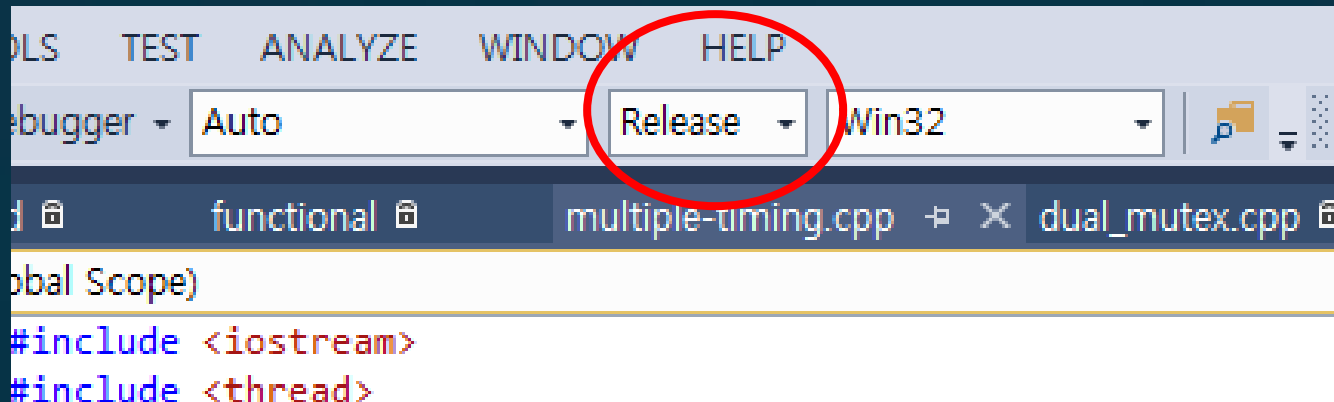 OLS TEST ANALYZE WINDOW HELP
ebugger Auto Release Win32
d functional multiple-timing.cpp dual_mutex.cpp
obal Scope)
#include <iostream>
#include <thread>